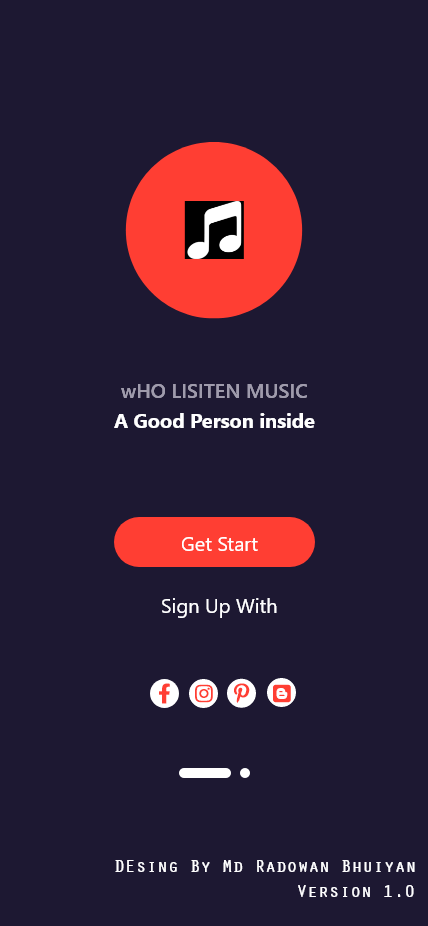 wHO LISITEN MUSIC
A Good Person inside
Get Start
Sign Up With
DEsing By Md Radowan Bhuiyan
Version 1.0